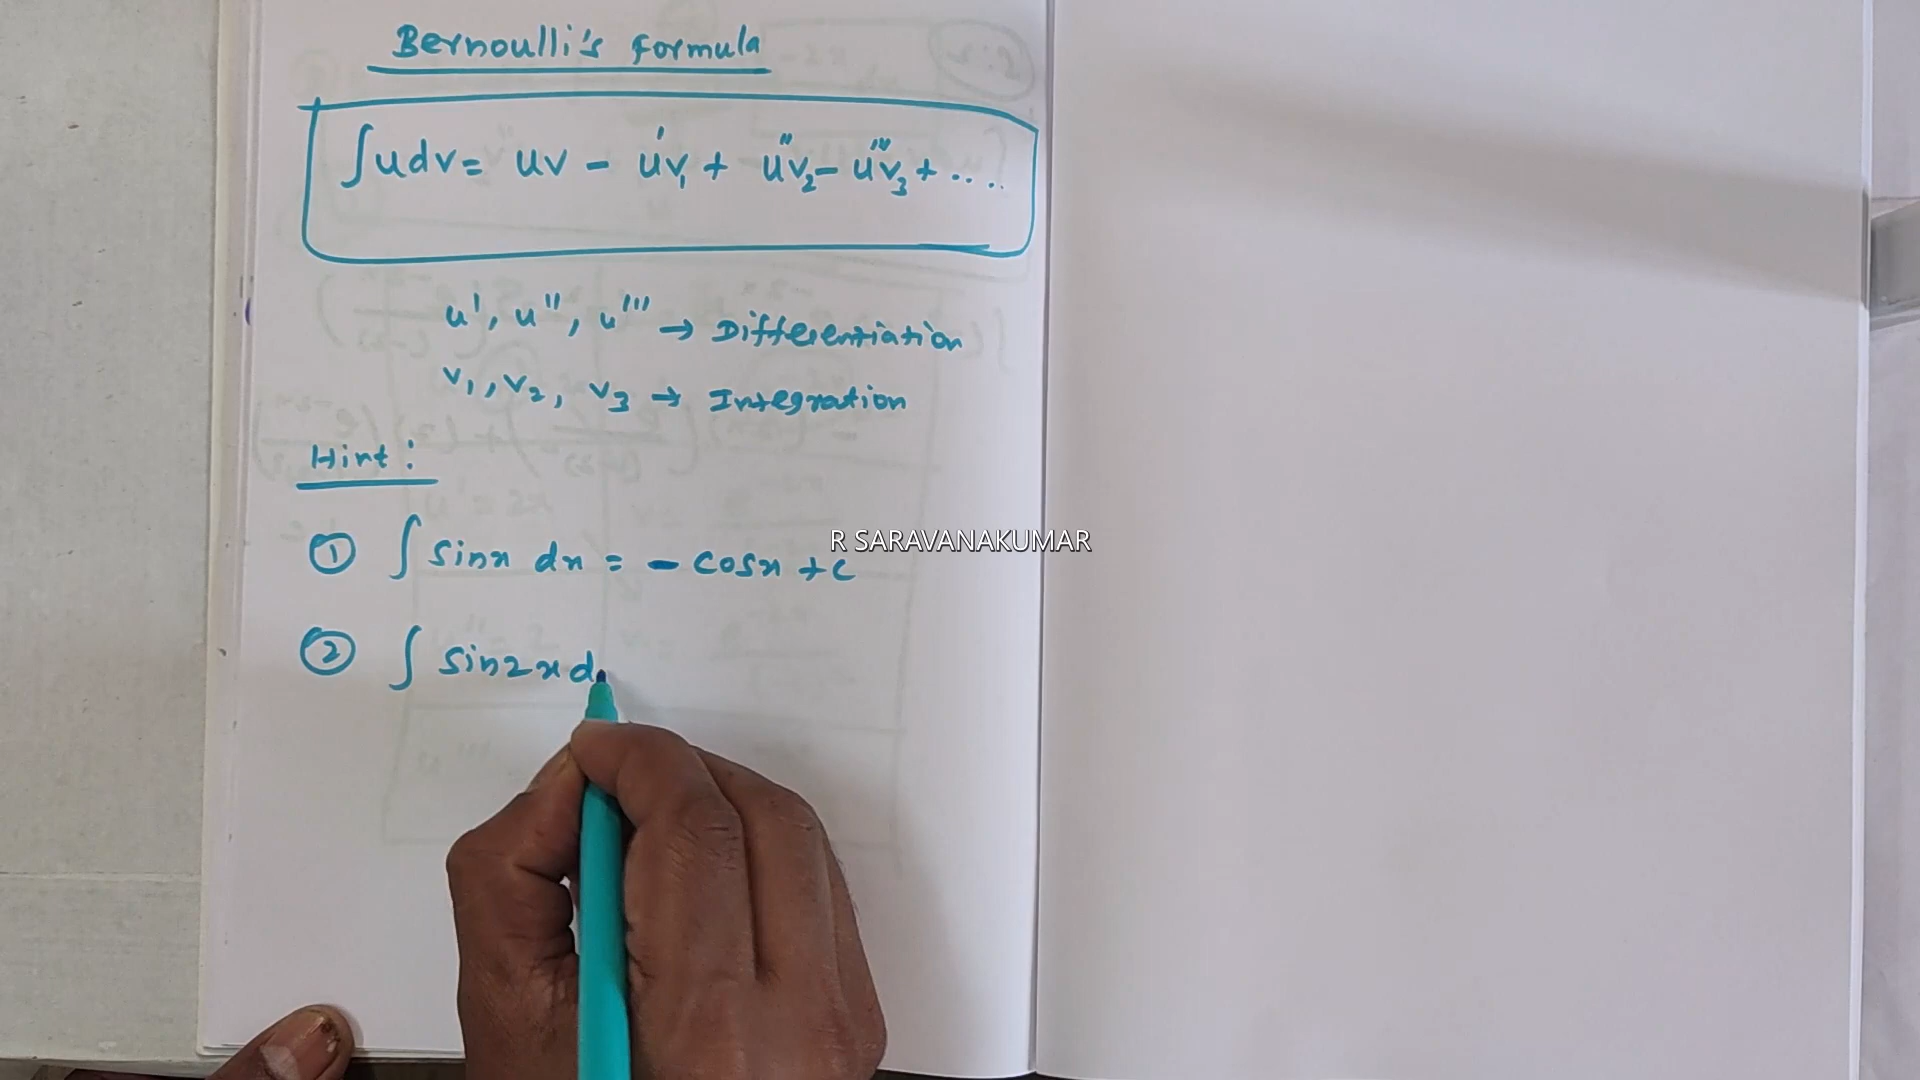 Bernoulli's formula
∫udv = uv - u'v₁ + u''v₂ - u'''v₃ + ....
u', u'', u''' → Differentiation
v₁, v₂, v₃ → Integration
Hint:
① ∫ sinx dx = - cosx + c
② ∫ sin2x d
R SARAVANAKUMAR